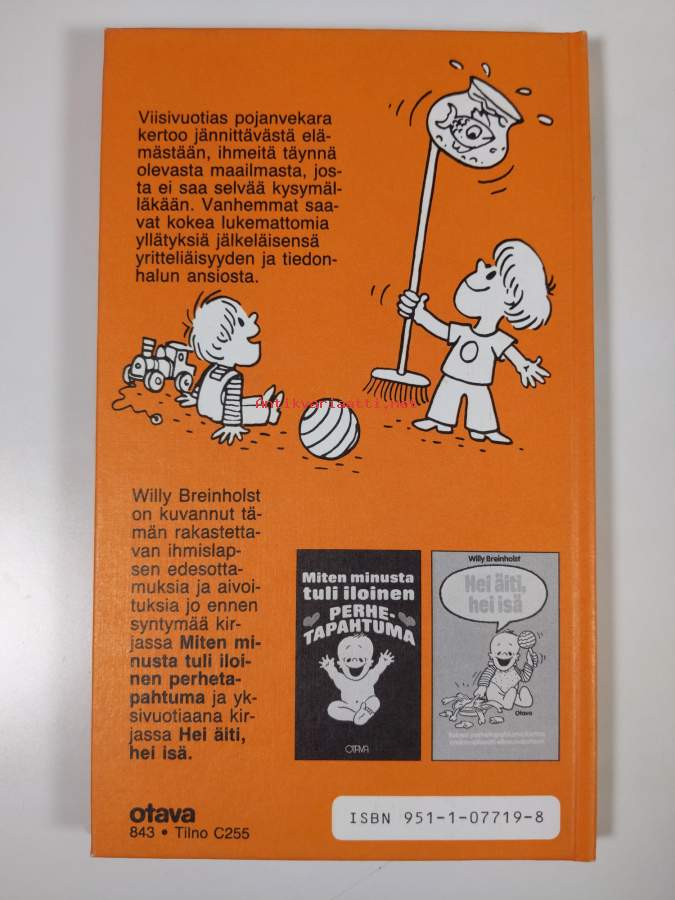 Viisivuotias pojanvekara
kertoo jännittävästä elä-
mästään, ihmeitä täynnä
olevasta maailmasta, jos-
ta ei saa selvää kysymäl-
läkään. Vanhemmat saa-
vat kokea lukemattomia
yllätyksiä jälkeläisensä
yritteliäisyyden ja tiedon-
halun ansiosta.
O
Antikvariaatti.net
Willy Breinholst
on kuvannut tä-
män rakastetta-
van ihmislap-
sen edesotta-
muksia ja aivoi-
tuksia jo ennen
syntymää kir-
jassa Miten mi-
nusta tuli iloi-
nen perheta-
pahtuma ja yk-
sivuotiaana kir-
jassa Hei äiti,
hei isä.
Miten minusta
tuli iloinen
PERHE-
TAPAHTUMA
OTAVA
Willy Breinholst
Hei äiti,
hei isä
Otava
otava
843 • Tilno C255
ISBN 951-1-07719-8